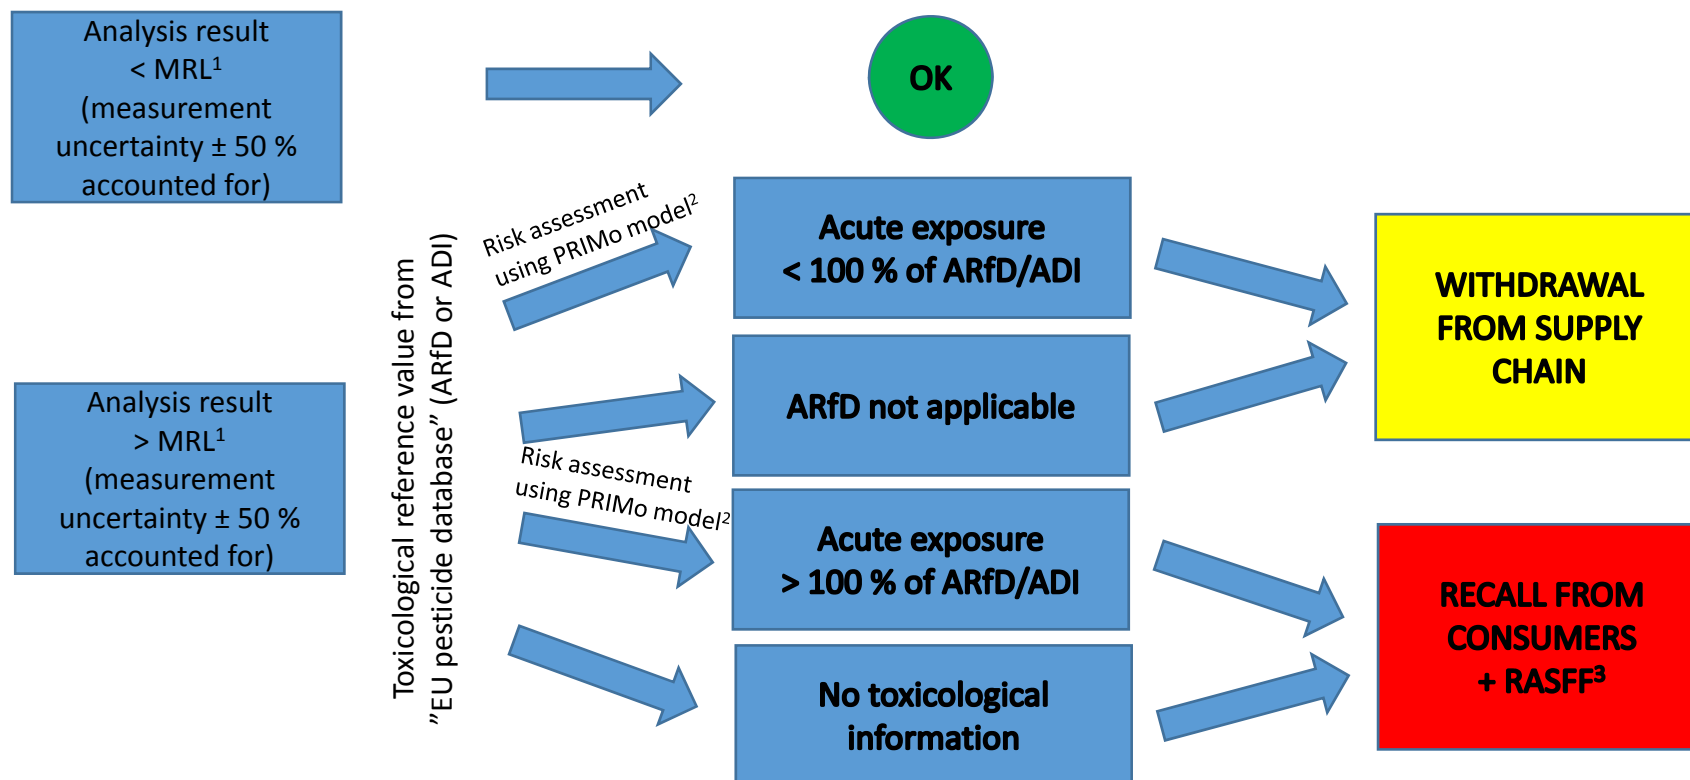 Analysis result
< MRL¹
(measurement
uncertainty ± 50 %
accounted for)
OK
Analysis result
> MRL¹
(measurement
uncertainty ± 50 %
accounted for)
Toxicological reference value from
”EU pesticide database” (ARfD or ADI)
Risk assessment
using PRIMo model²
Acute exposure
< 100 % of ARfD/ADI
ARfD not applicable
Risk assessment
using PRIMo model²
Acute exposure
> 100 % of ARfD/ADI
No toxicological
information
WITHDRAWAL
FROM SUPPLY
CHAIN
RECALL FROM
CONSUMERS
+ RASFF³